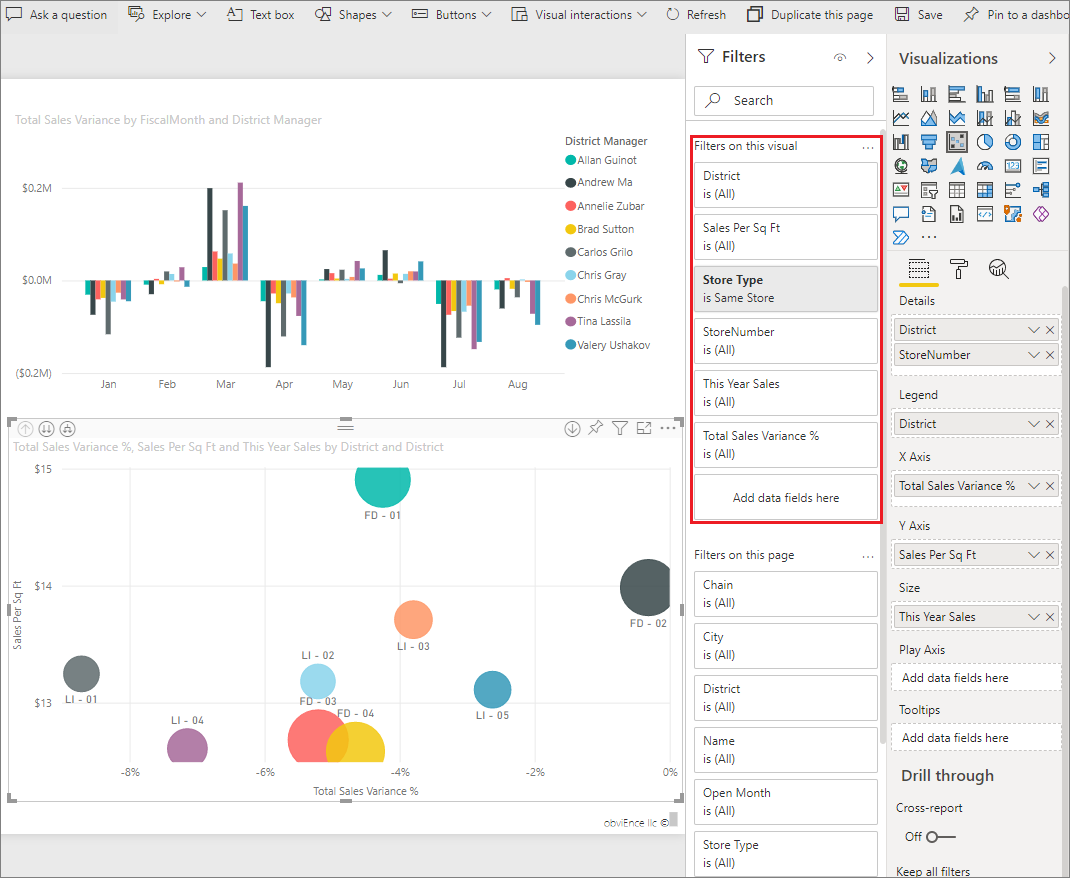 Ask a question
Explore
Text box
Shapes
Buttons
Visual interactions
Refresh
Duplicate this page
Save
Pin to a dashbo
Total Sales Variance by FiscalMonth and District Manager
$0.2M
$0.0M
($0.2M)
Jan
Feb
Mar
Apr
May
Jun
Jul
Aug
District Manager
Allan Guinot
Andrew Ma
Annelie Zubar
Brad Sutton
Carlos Grilo
Chris Gray
Chris McGurk
Tina Lassila
Valery Ushakov
Total Sales Variance %, Sales Per Sq Ft and This Year Sales by District and District
Sales Per Sq Ft
$15
$14
$13
FD - 01
FD - 02
LI - 03
LI - 02
LI - 01
FD - 03
LI - 05
FD - 04
LI - 04
-8%
-6%
-4%
-2%
0%
Total Sales Variance %
obviEnce llc ©
Filters
Search
Filters on this visual
District
is (All)
Sales Per Sq Ft
is (All)
Store Type
is Same Store
StoreNumber
is (All)
This Year Sales
is (All)
Total Sales Variance %
is (All)
Add data fields here
Filters on this page
Chain
is (All)
City
is (All)
District
is (All)
Name
is (All)
Open Month
is (All)
Store Type
is (All)
Visualizations
123
Details
District
StoreNumber
Legend
District
X Axis
Total Sales Variance %
Y Axis
Sales Per Sq Ft
Size
This Year Sales
Play Axis
Add data fields here
Tooltips
Add data fields here
Drill through
Cross-report
Off
Keep all filters